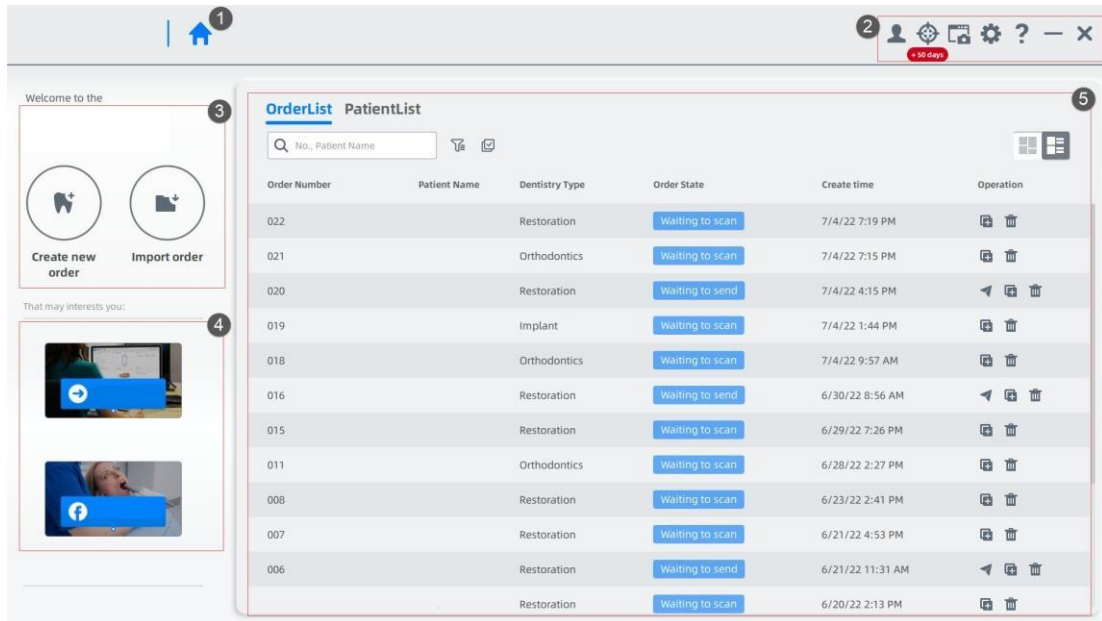 1
2
+ 50 days
Welcome to the
3
Create new
order
Import order
That may interests you:
4
5
OrderList PatientList
No., Patient Name
Order Number Patient Name Dentistry Type Order State Create time Operation
022 Restoration Waiting to scan 7/4/22 7:19 PM
021 Orthodontics Waiting to scan 7/4/22 7:15 PM
020 Restoration Waiting to send 7/4/22 4:15 PM
019 Implant Waiting to scan 7/4/22 1:44 PM
018 Orthodontics Waiting to scan 7/4/22 9:57 AM
016 Restoration Waiting to send 6/30/22 8:56 AM
015 Restoration Waiting to scan 6/29/22 7:26 PM
011 Orthodontics Waiting to scan 6/28/22 2:27 PM
008 Restoration Waiting to scan 6/23/22 2:41 PM
007 Restoration Waiting to scan 6/21/22 4:53 PM
006 Restoration Waiting to send 6/21/22 11:31 AM
Restoration Waiting to scan 6/20/22 2:13 PM